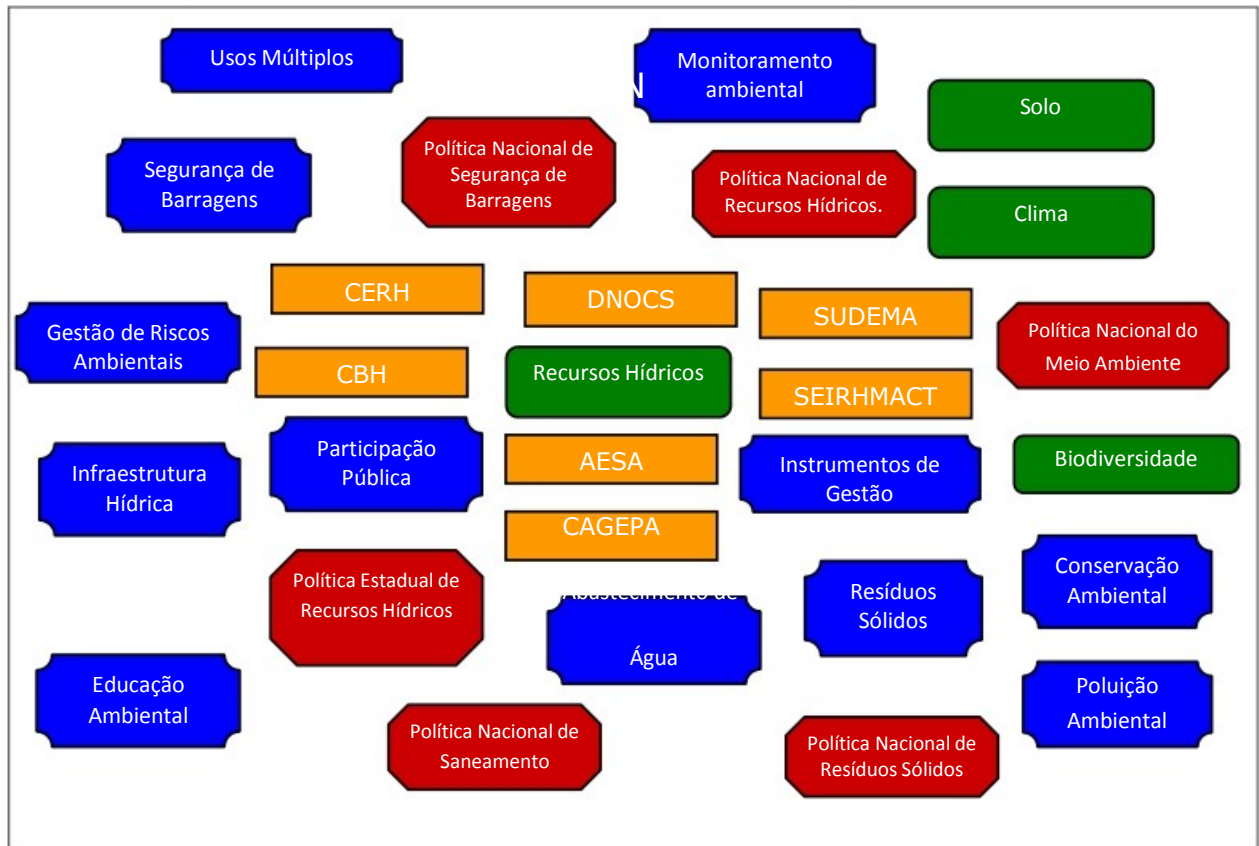 Usos Múltiplos
Monitoramento
ambiental
N
Solo
Política Nacional de
Segurança de
Barragens
Segurança de
Barragens
Política Nacional de
Recursos Hídricos.
Clima
CERH
DNOCS
SUDEMA
Gestão de Riscos
Ambientais
Política Nacional do
Meio Ambiente
CBH
Recursos Hídricos
SEIRHMACT
Participação
Pública
AESA
Instrumentos de
Gestão
Biodiversidade
Infraestrutura
Hídrica
CAGEPA
Política Estadual de
Recursos Hídricos
Abastecimento de
Água
Resíduos
Sólidos
Conservação
Ambiental
Educação
Ambiental
Poluição
Ambiental
Política Nacional de
Saneamento
Política Nacional de
Resíduos Sólidos